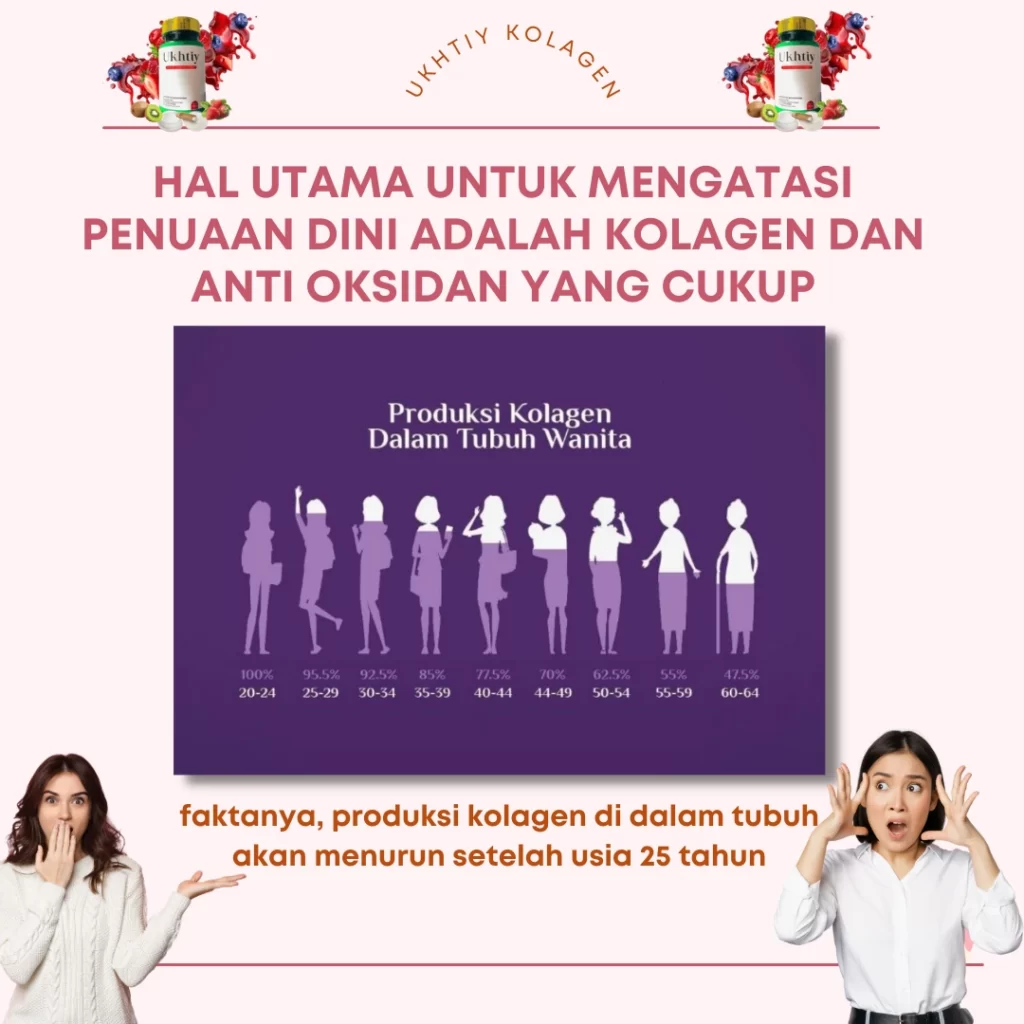 UKHTIY KOLAGEN
Ukhtiy
Ukhtiy
HAL UTAMA UNTUK MENGATASI
PENUAAN DINI ADALAH KOLAGEN DAN
ANTI OKSIDAN YANG CUKUP
Produksi Kolagen
Dalam Tubuh Wanita
100% 95.5% 92.5% 85% 77.5% 70% 62.5% 55% 47.5%
20-24 25-29 30-34 35-39 40-44 44-49 50-54 55-59 60-64
faktanya, produksi kolagen di dalam tubuh
akan menurun setelah usia 25 tahun